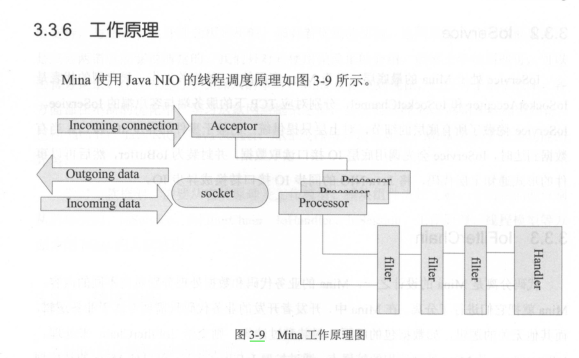 3.3.6 工作原理
Mina 使用 Java NIO 的线程调度原理如图 3-9 所示。
Incoming connection
Acceptor
Outgoing data
Incoming data
socket
Processor
Processor
Processor
filter
filter
filter
Handler
图 3-9 Mina 工作原理图